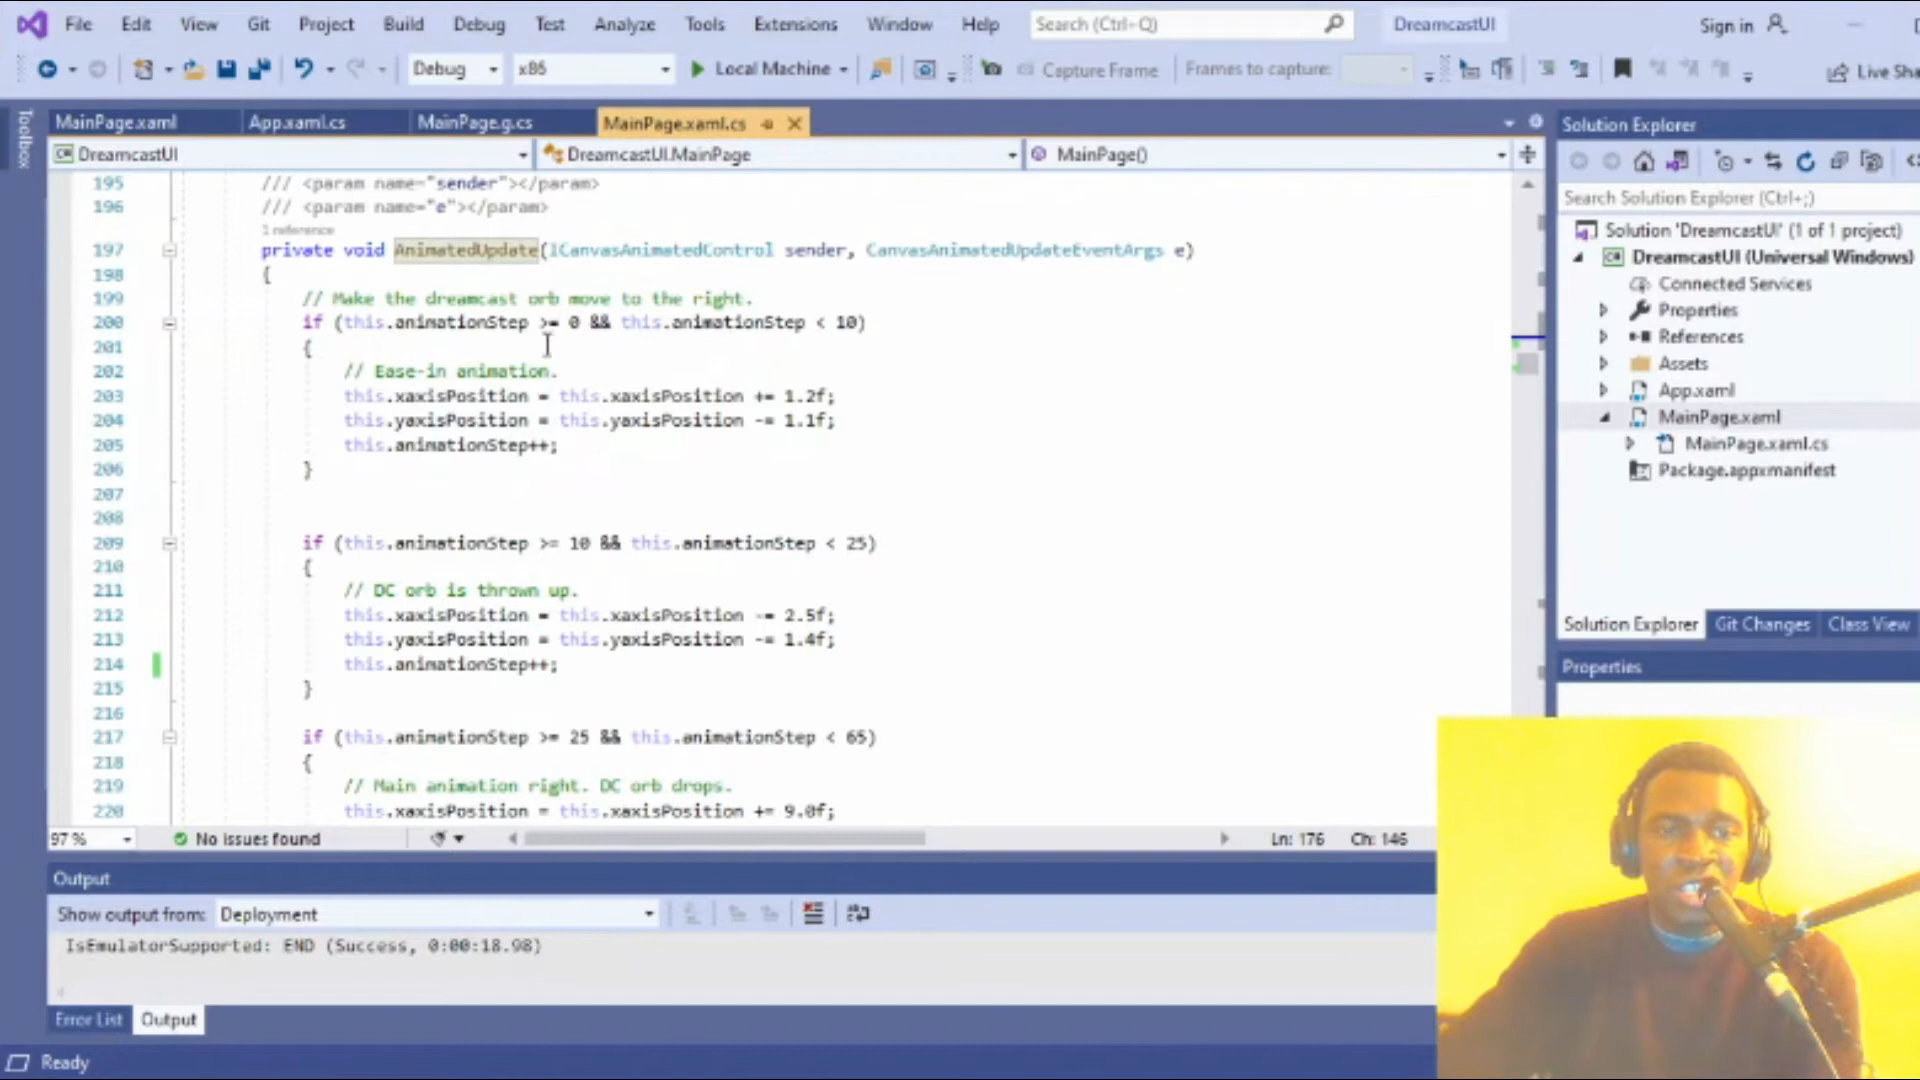 File Edit View Git Project Build Debug Test Analyze Tools Extensions Window Help Search (Ctrl+Q) DreamcastUI Sign in
Debug x86 Local Machine Capture Frame Frames to capture: Live Sha
Toolbox
MainPage.xaml App.xaml.cs MainPage.g.cs MainPage.xaml.cs
DreamcastUI DreamcastUI.MainPage MainPage()
195 /// <param name="sender"></param>
196 /// <param name="e"></param>
1 reference
197 private void AnimatedUpdate(ICanvasAnimatedControl sender, CanvasAnimatedUpdateEventArgs e)
198 {
199 // Make the dreamcast orb move to the right.
200 if (this.animationStep >= 0 && this.animationStep < 10)
201 {
202 // Ease-in animation.
203 this.xaxisPosition = this.xaxisPosition += 1.2f;
204 this.yaxisPosition = this.yaxisPosition -= 1.1f;
205 this.animationStep++;
206 }
207
208
209 if (this.animationStep >= 10 && this.animationStep < 25)
210 {
211 // DC orb is thrown up.
212 this.xaxisPosition = this.xaxisPosition -= 2.5f;
213 this.yaxisPosition = this.yaxisPosition -= 1.4f;
214 this.animationStep++;
215 }
216
217 if (this.animationStep >= 25 && this.animationStep < 65)
218 {
219 // Main animation right. DC orb drops.
220 this.xaxisPosition = this.xaxisPosition += 9.0f;
97 % No issues found Ln: 176 Ch: 146
Output
Show output from: Deployment
IsEmulatorSupported: END (Success, 0:00:18.98)
Error List Output
Ready
Solution Explorer
Search Solution Explorer (Ctrl+;)
Solution 'DreamcastUI' (1 of 1 project)
DreamcastUI (Universal Windows)
Connected Services
Properties
References
Assets
App.xaml
MainPage.xaml
MainPage.xaml.cs
Package.appxmanifest
Solution Explorer Git Changes Class View
Properties